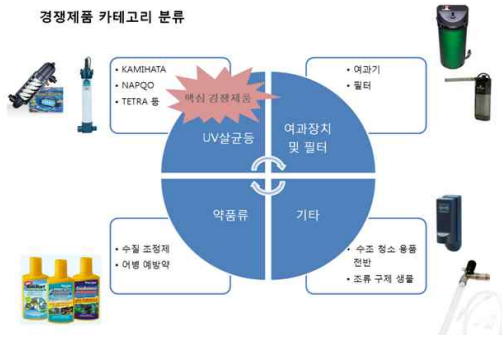 경쟁제품 카테고리 분류
• KAMIHATA
• NAPQO
• TETRA 등
핵심 경쟁제품
UV살균등
• 여과기
• 필터
여과장치
및 필터
약품류
기타
• 수질 조정제
• 어병 예방약
• 수조 청소 용품
전반
• 조류 구제 생물